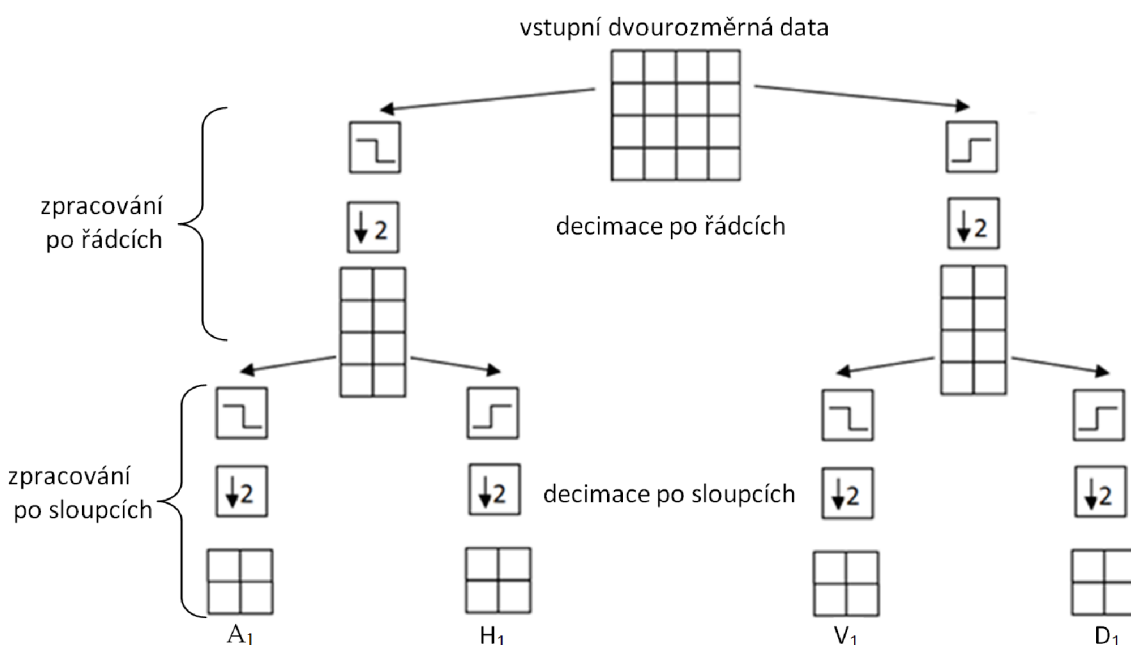 vstupní dvourozměrná data
zpracování
po řádcích
↓2
decimace po řádcích
↓2
zpracování
po sloupcích
↓2
↓2
decimace po sloupcích
↓2
↓2
A₁
H₁
V₁
D₁